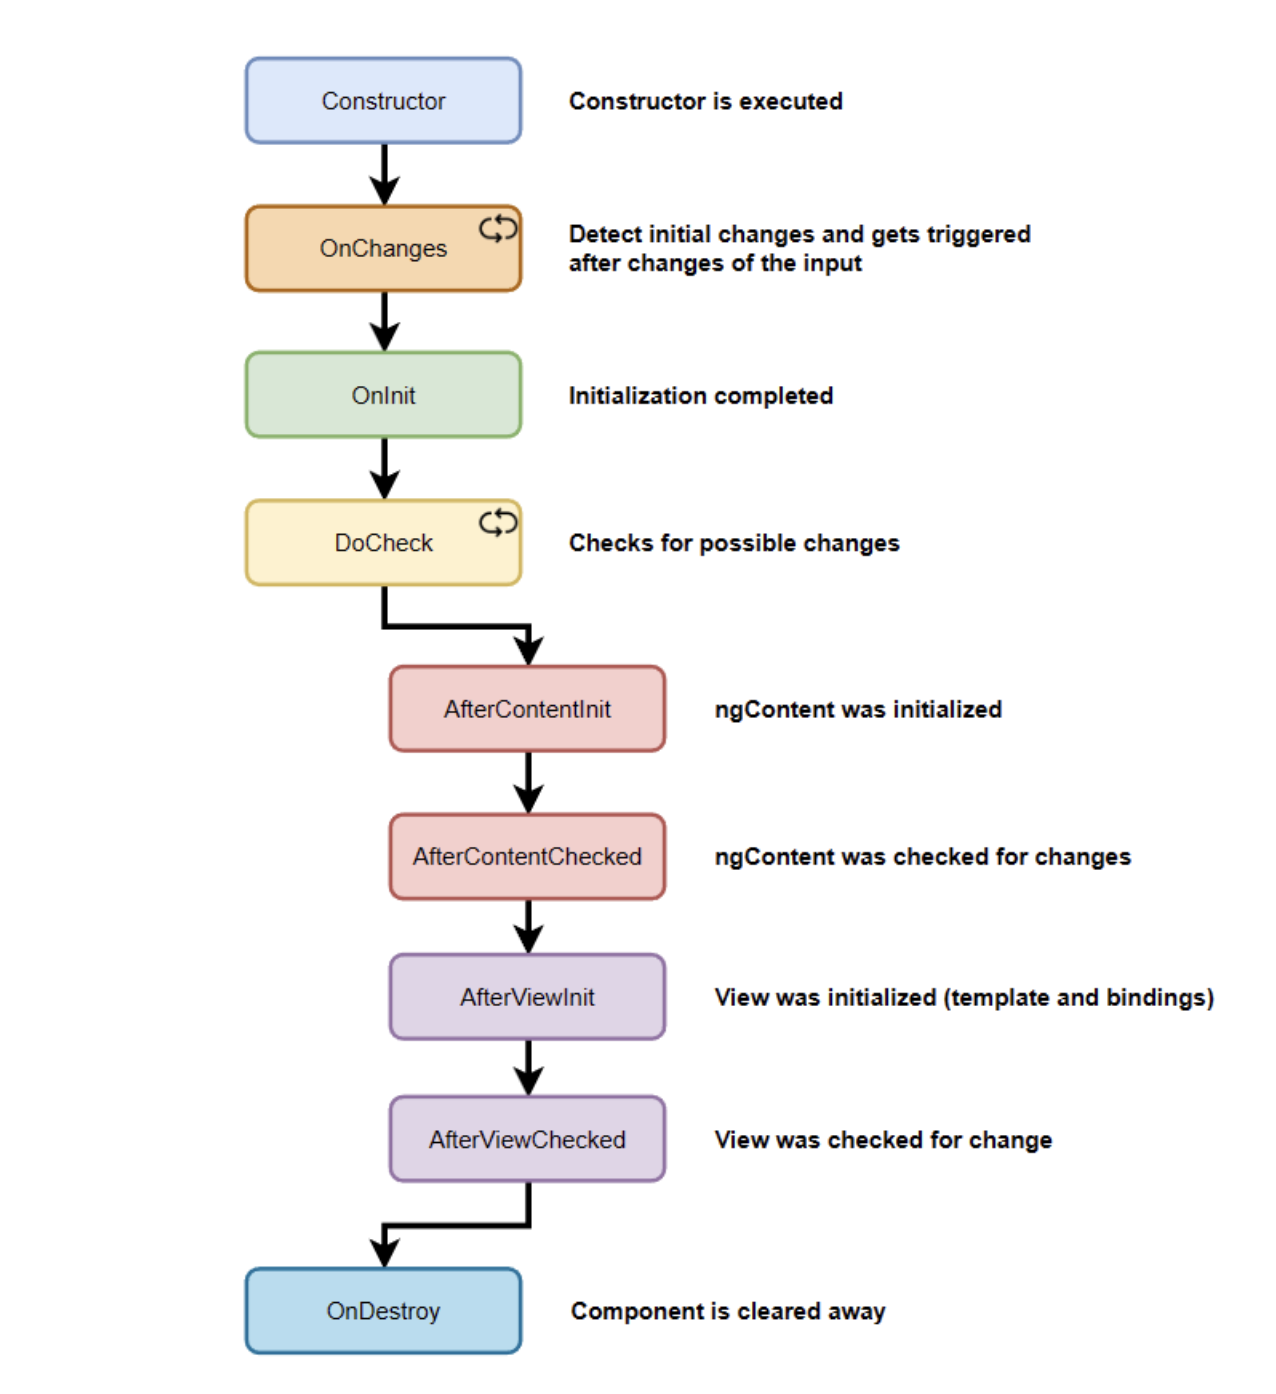 Constructor
Constructor is executed
OnChanges
Detect initial changes and gets triggered
after changes of the input
OnInit
Initialization completed
DoCheck
Checks for possible changes
AfterContentInit
ngContent was initialized
AfterContentChecked
ngContent was checked for changes
AfterViewInit
View was initialized (template and bindings)
AfterViewChecked
View was checked for change
OnDestroy
Component is cleared away